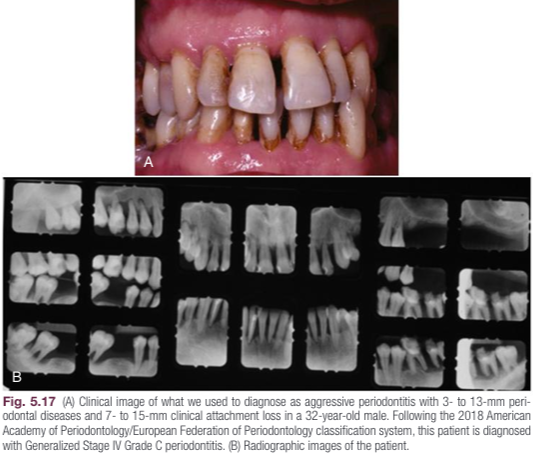 A
B
Fig. 5.17 (A) Clinical image of what we used to diagnose as aggressive periodontitis with 3- to 13-mm peri-
odontal diseases and 7- to 15-mm clinical attachment loss in a 32-year-old male. Following the 2018 American
Academy of Periodontology/European Federation of Periodontology classification system, this patient is diagnosed
with Generalized Stage IV Grade C periodontitis. (B) Radiographic images of the patient.